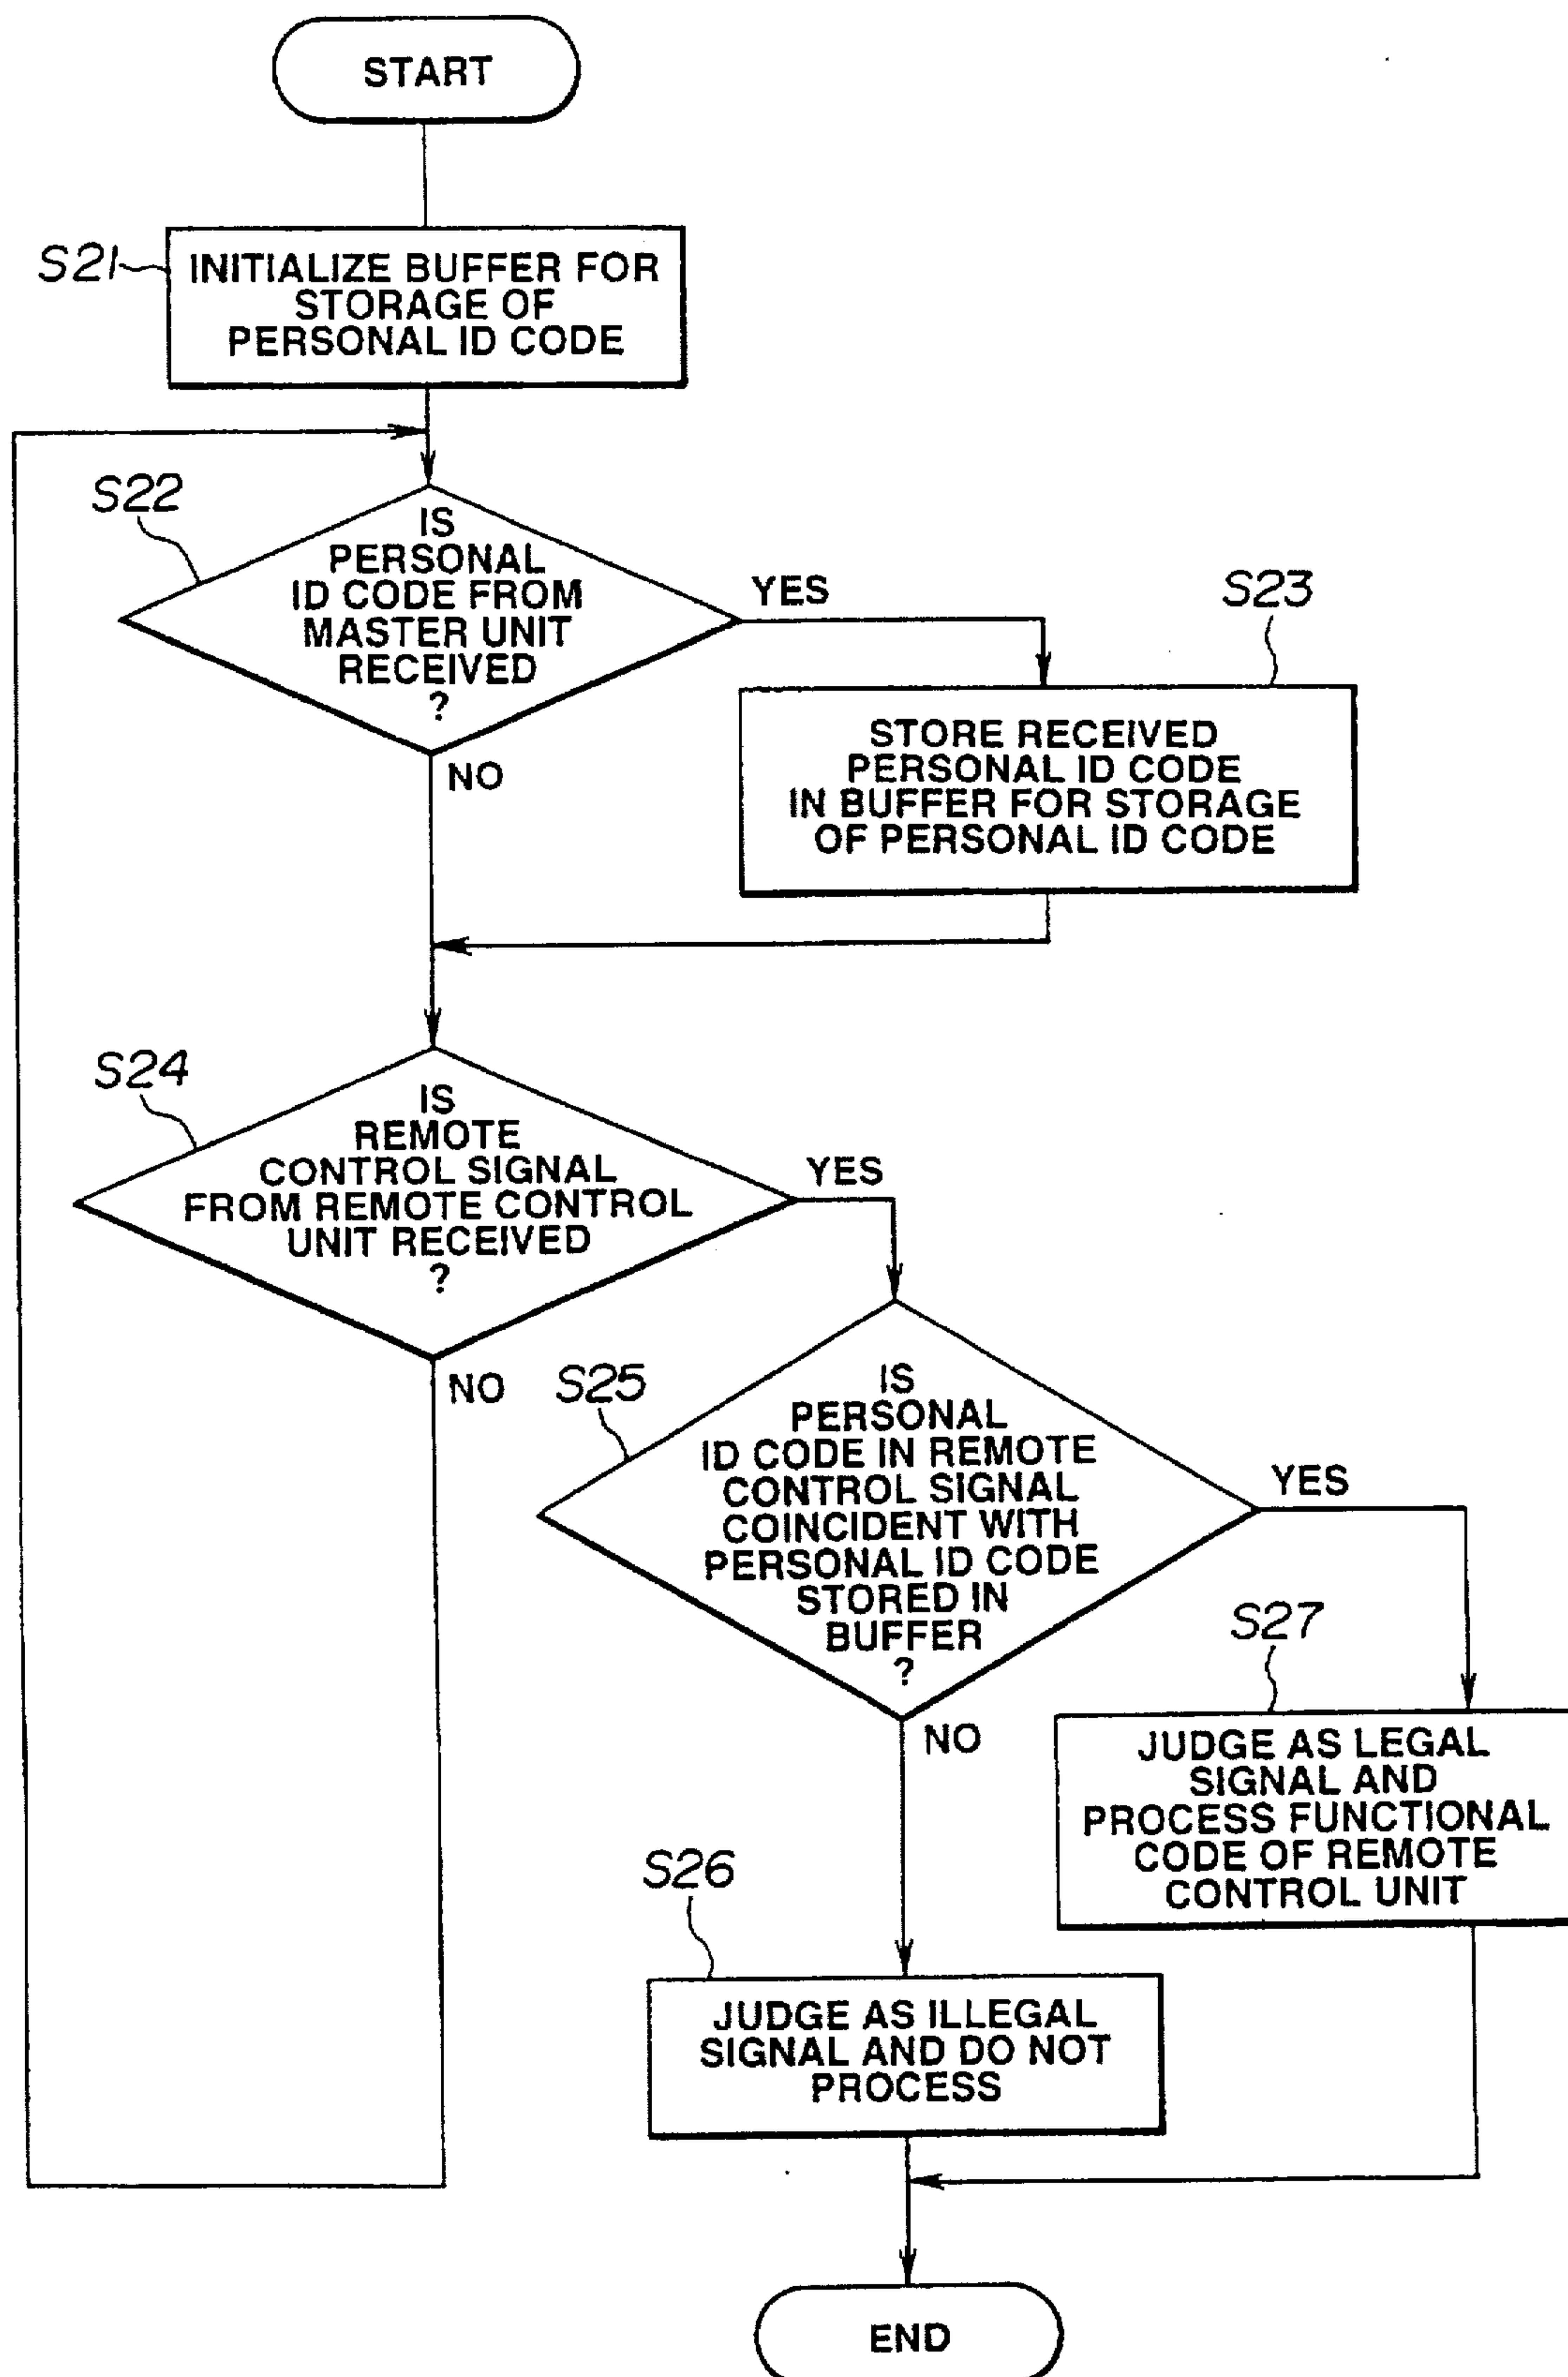 START
S21
INITIALIZE BUFFER FOR
STORAGE OF
PERSONAL ID CODE
S22
IS
PERSONAL
ID CODE FROM
MASTER UNIT
RECEIVED
?
YES
NO
S23
STORE RECEIVED
PERSONAL ID CODE
IN BUFFER FOR STORAGE
OF PERSONAL ID CODE
S24
IS
REMOTE
CONTROL SIGNAL
FROM REMOTE CONTROL
UNIT RECEIVED
?
YES
NO
S25
IS
PERSONAL
ID CODE IN REMOTE
CONTROL SIGNAL
COINCIDENT WITH
PERSONAL ID CODE
STORED IN
BUFFER
?
YES
NO
S27
JUDGE AS LEGAL
SIGNAL AND
PROCESS FUNCTIONAL
CODE OF REMOTE
CONTROL UNIT
S26
JUDGE AS ILLEGAL
SIGNAL AND DO NOT
PROCESS
END